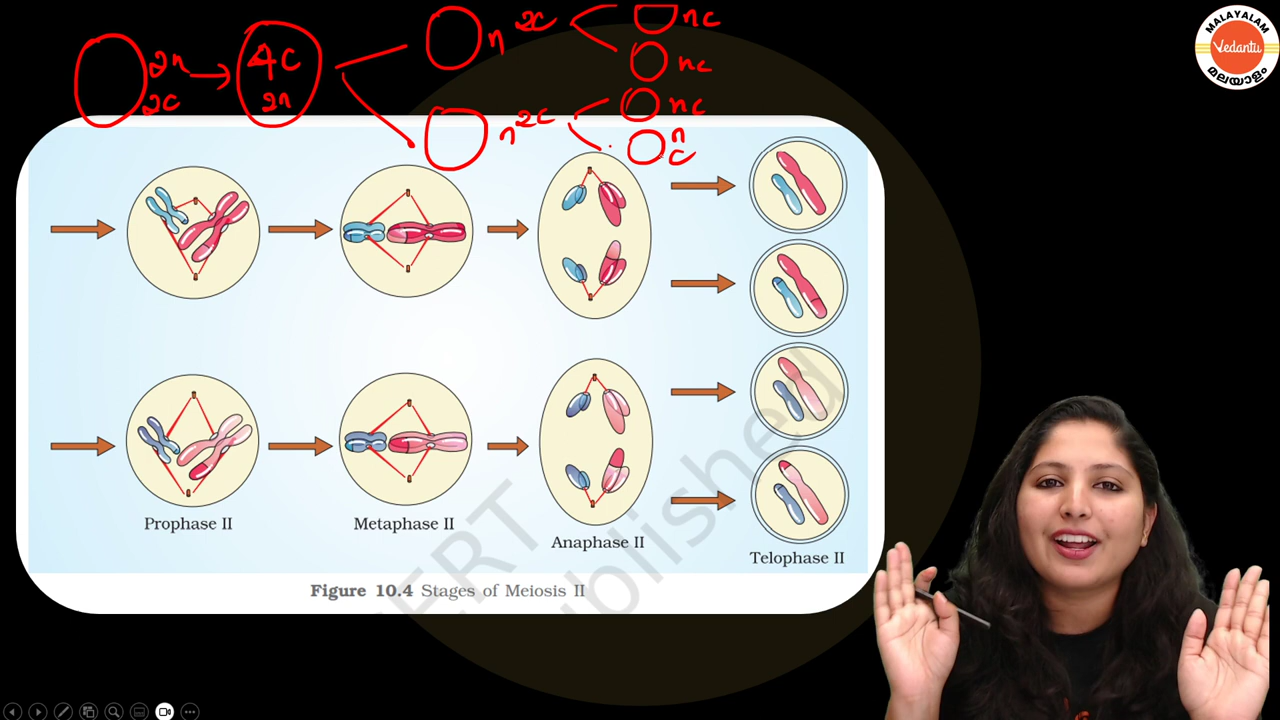 MALAYALAM
Vedantu
മലയാളം
2n
2c
4C
2n
n 2c
nc
nc
n 2c
nc
n
c
Prophase II
Metaphase II
Anaphase II
Telophase II
Figure 10.4 Stages of Meiosis II